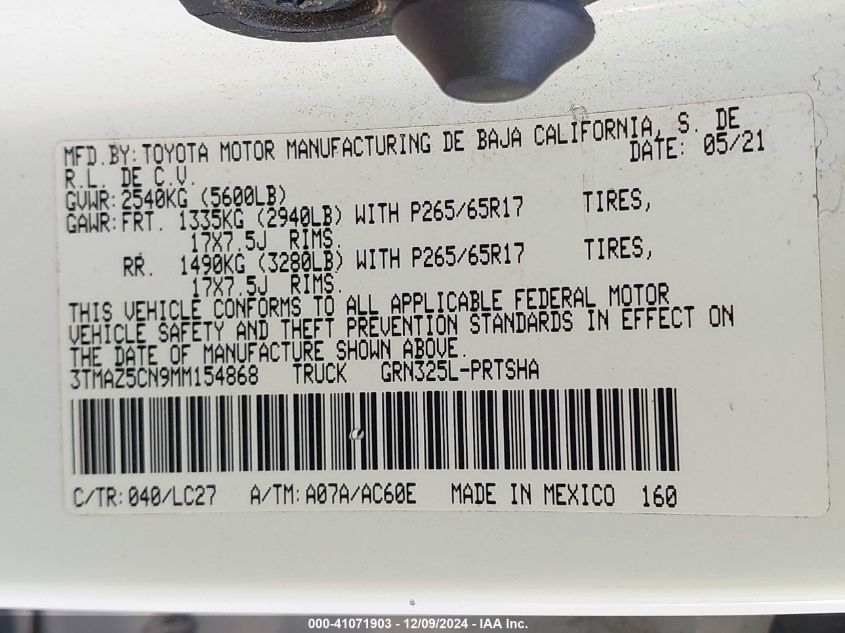 MFD.BY:TOYOTA MOTOR MANUFACTURING DE BAJA CALIFORNIA, S. DE
R.L. DE C.V. DATE: 05/21
GVWR:2540KG (5600LB)
GAWR:FRT. 1335KG (2940LB) WITH P265/65R17 TIRES,
17X7.5J RIMS.
RR. 1490KG (3280LB) WITH P265/65R17 TIRES,
17X7.5J RIMS.
THIS VEHICLE CONFORMS TO ALL APPLICABLE FEDERAL MOTOR
VEHICLE SAFETY AND THEFT PREVENTION STANDARDS IN EFFECT ON
THE DATE OF MANUFACTURE SHOWN ABOVE.
3TMAZ5CN9MM154868 TRUCK GRN325L-PRTSHA
C/TR:040/LC27 A/TM:A07A/AC60E MADE IN MEXICO 160
000-41071903 - 12/09/2024 - IAA Inc.